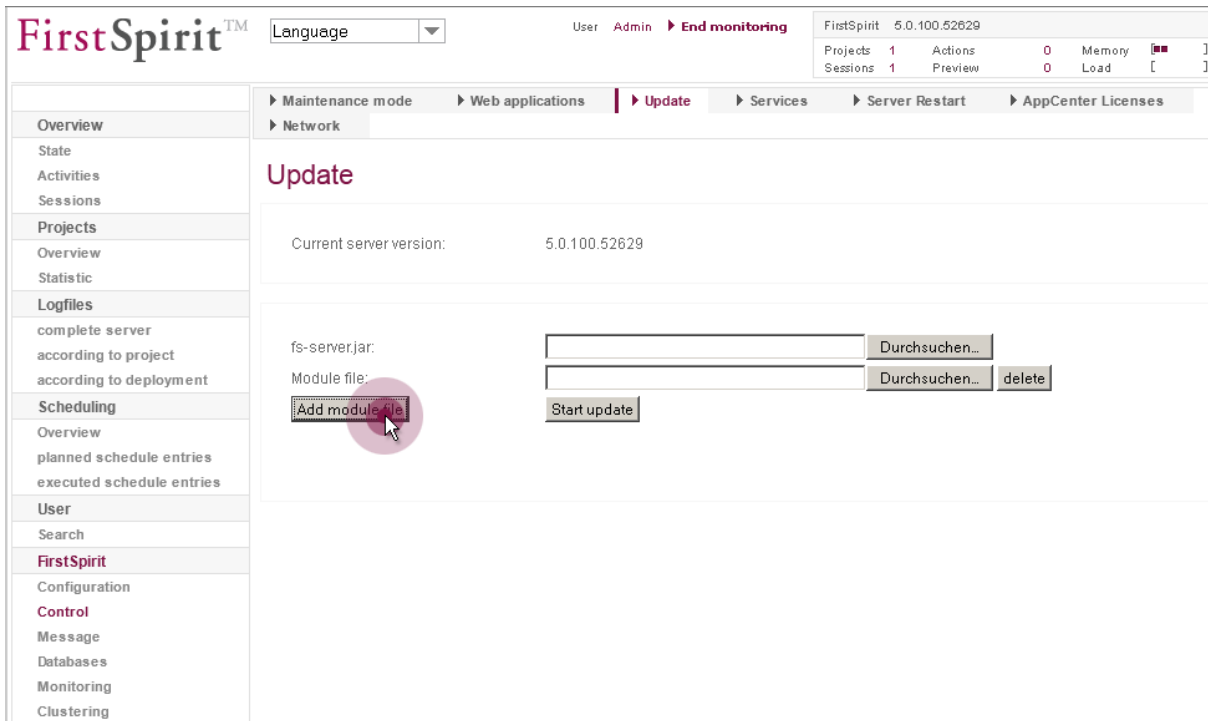 FirstSpirit™
Language
User Admin End monitoring
FirstSpirit 5.0.100.52629
Projects 1 Actions 0 Memory [ ]
Sessions 1 Preview 0 Load [ ]
Maintenance mode Web applications Update Services Server Restart AppCenter Licenses
Network
Overview
State
Activities
Sessions
Projects
Overview
Statistic
Logfiles
complete server
according to project
according to deployment
Scheduling
Overview
planned schedule entries
executed schedule entries
User
Search
FirstSpirit
Configuration
Control
Message
Databases
Monitoring
Clustering
Update
Current server version: 5.0.100.52629
fs-server.jar: Durchsuchen...
Module file: Durchsuchen... delete
Add module file Start update